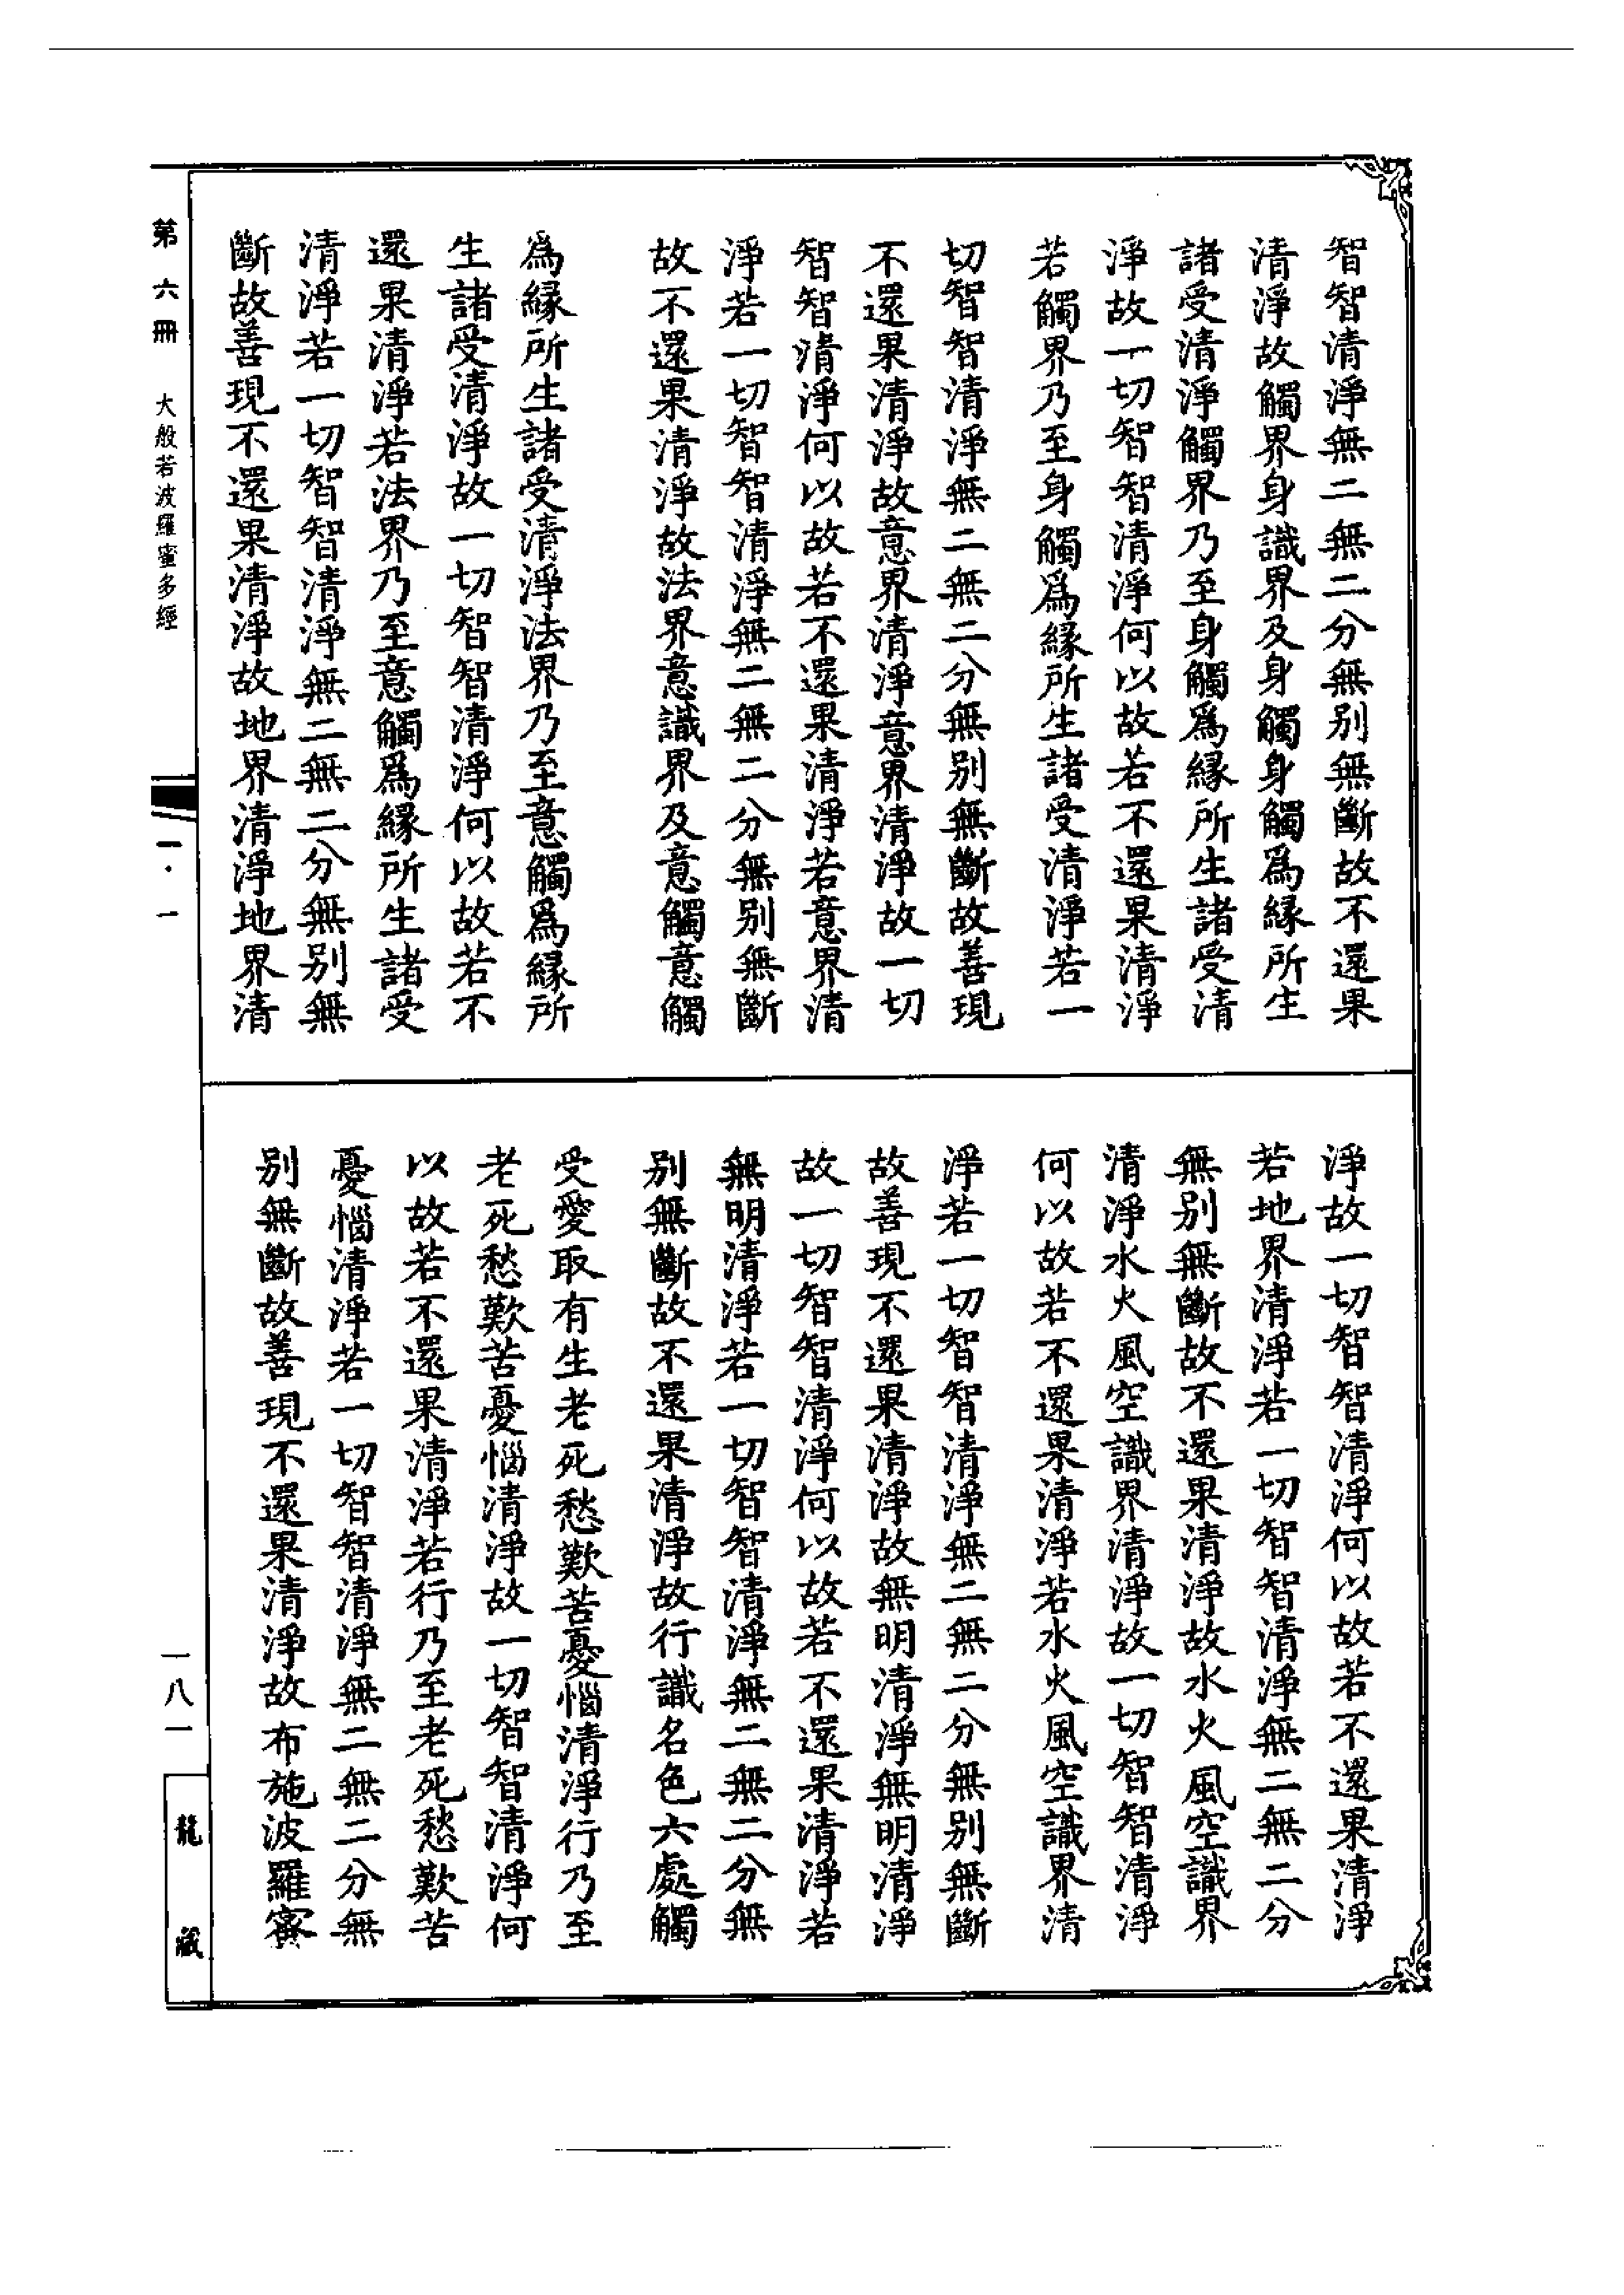 智智清淨無二無二分無別無斷故不還果
清淨故觸界身識界及身觸身觸爲緣所生
諸受清淨觸界乃至身觸爲緣所生諸受清
淨故一切智智清淨何以故若不還果清淨
若觸界乃至身觸爲緣所生諸受清淨若一
切智智清淨無二無二分無別無斷故善現
不還果清淨故意界清淨意界清淨故一切
智智清淨何以故若不還果清淨若意界清
淨若一切智智清淨無二無二分無別無斷
故不還果清淨故法界意識界及意觸意觸
爲緣所生諸受清淨法界乃至意觸爲緣所
生諸受清淨故一切智智清淨何以故若不
還果清淨若法界乃至意觸爲緣所生諸受
清淨若一切智智清淨無二無二分無別無
斷故善現不還果清淨故地界清淨地界清
淨故一切智智清淨何以故若不還果清淨
若地界清淨若一切智智清淨無二無二分
無別無斷故不還果清淨故水火風空識界
清淨水火風空識界清淨故一切智智清淨
何以故若不還果清淨若水火風空識界清
淨若一切智智清淨無二無二分無別無斷
故善現不還果清淨故無明清淨無明清淨
故一切智智清淨何以故若不還果清淨若
無明清淨若一切智智清淨無二無二分無
別無斷故不還果清淨故行識名色六處觸
受愛取有生老死愁歎苦憂惱清淨行乃至
老死愁歎苦憂惱清淨故一切智智清淨何
以故若不還果清淨若行乃至老死愁歎苦
憂惱清淨若一切智智清淨無二無二分無
別無斷故善現不還果清淨故布施波羅蜜
第六冊 大般若波羅蜜多經 一·一 一八一 龍藏